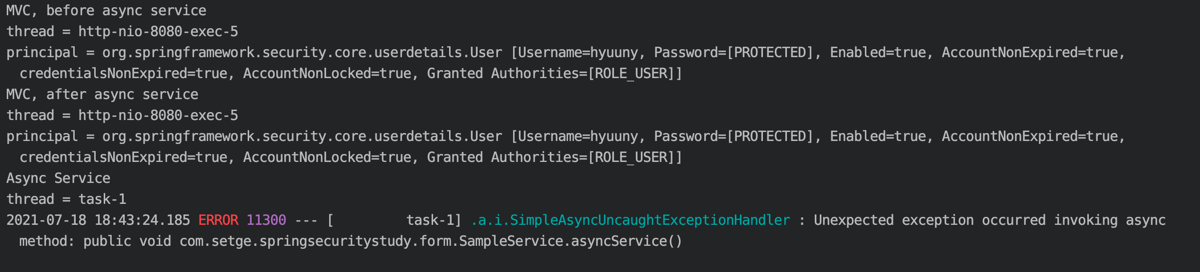 MVC, before async service
thread = http-nio-8080-exec-5
principal = org.springframework.security.core.userdetails.User [Username=hyuuny, Password=[PROTECTED], Enabled=true, AccountNonExpired=true,
credentialsNonExpired=true, AccountNonLocked=true, Granted Authorities=[ROLE_USER]]
MVC, after async service
thread = http-nio-8080-exec-5
principal = org.springframework.security.core.userdetails.User [Username=hyuuny, Password=[PROTECTED], Enabled=true, AccountNonExpired=true,
credentialsNonExpired=true, AccountNonLocked=true, Granted Authorities=[ROLE_USER]]
Async Service
thread = task-1
2021-07-18 18:43:24.185 ERROR 11300 --- [         task-1] .a.i.SimpleAsyncUncaughtExceptionHandler : Unexpected exception occurred invoking async
method: public void com.setge.springsecuritystudy.form.SampleService.asyncService()